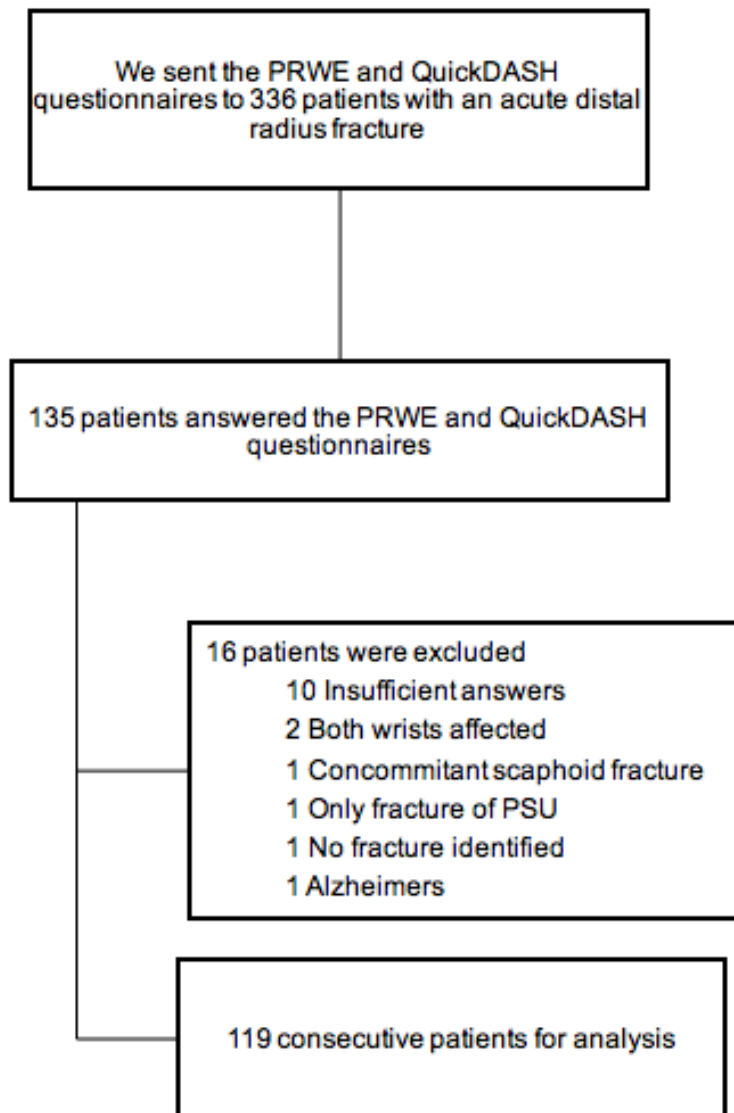 We sent the PRWE and QuickDASH
questionnaires to 336 patients with an acute distal
radius fracture
135 patients answered the PRWE and QuickDASH
questionnaires
16 patients were excluded
10 Insufficient answers
2 Both wrists affected
1 Concommitant scaphoid fracture
1 Only fracture of PSU
1 No fracture identified
1 Alzheimers
119 consecutive patients for analysis